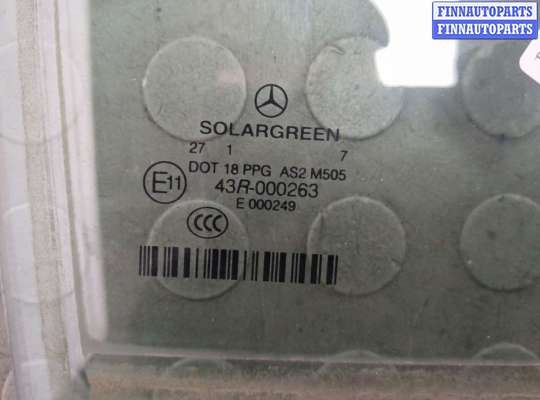 FINNAUTOPARTS
FINNAUTOPARTS
SOLARGREEN
27 1 7
DOT 18 PPG AS2 M505
E11 43R-000263
E 000249
CCC